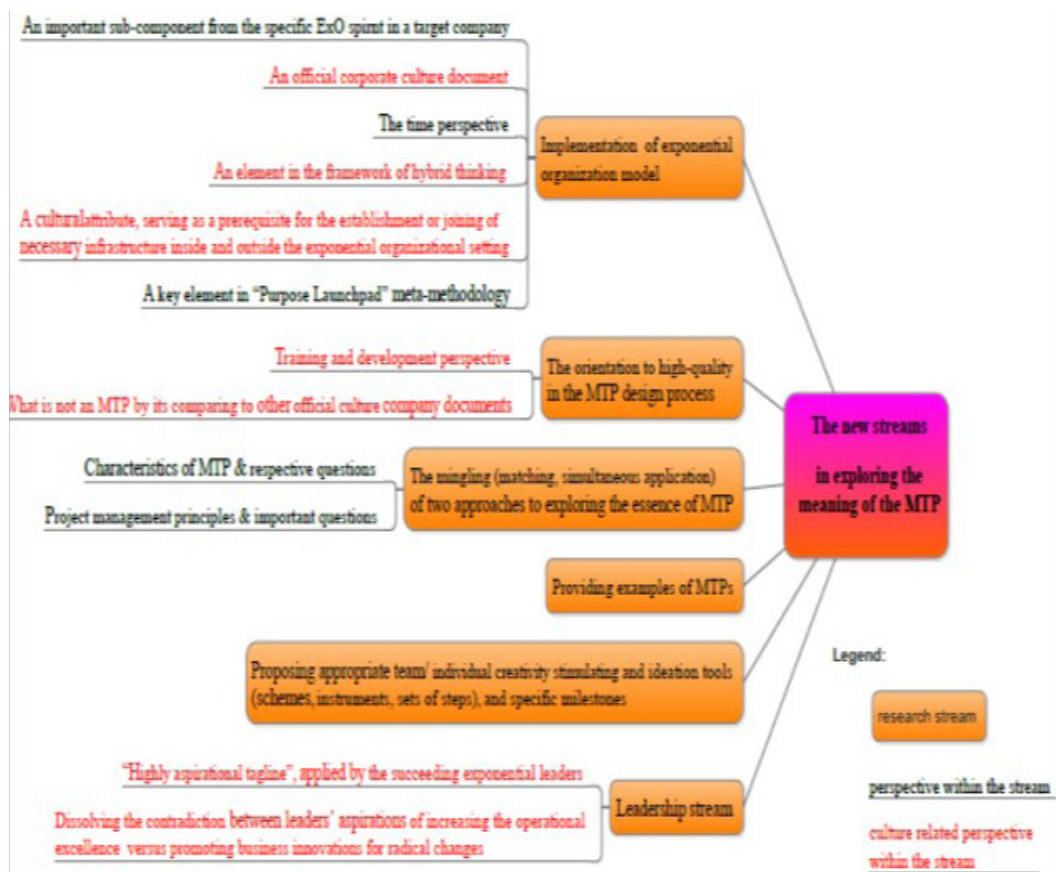 An important sub-component from the specific ExO spirnt in a target company
An official corporate culture document
The time perspective
An element in the framework of hybrid thinking
A culturalattribute, serving as a prerequisite for the establishment or joining of
necessary infrastructure inside and outside the exponential organizational setting
A key element in “Purpose Launchpad” meta-methodology
Implementation of exponential
organization model
Training and development perspective
What is not an MTP by its comparing to other official culture company documents
The orientation to high-quality
in the MTP design process
Characteristics of MTP & respective questions
Project management principles & important questions
The mingling (matching, simultaneous application)
of two approaches to exploring the essence of MTP
Providing examples of MTPs
Proposing appropriate team/ individual creativity stimulating and ideation tools
(schemes, instruments, sets of steps), and specific milestones
“Highly aspirational tagline”, applied by the succeeding exponential leaders
Dissolving the contradiction between leaders’ aspirations of increasing the operational
excellence versus promoting business innovations for radical changes
Leadership stream
The new streams
in exploring the
meaning of the MTP
Legend:
research stream
perspective within the stream
culture related perspective
within the stream